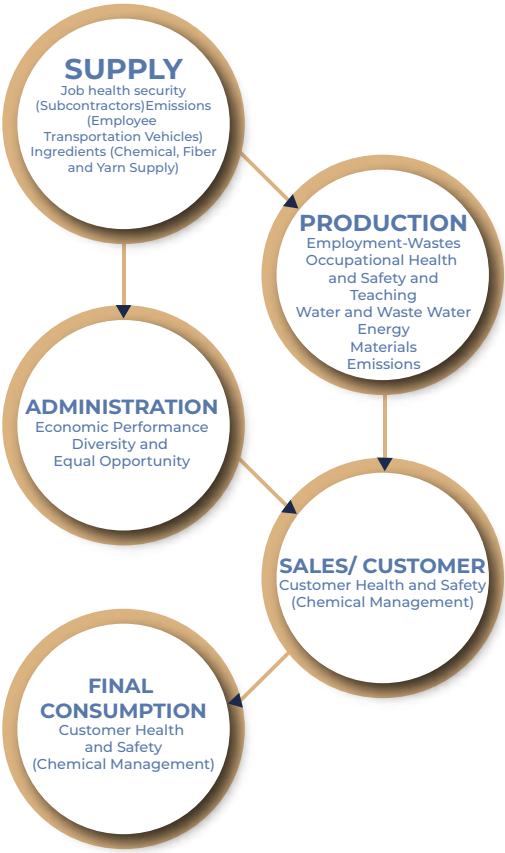 SUPPLY
Job health security
(Subcontractors)Emissions
(Employee
Transportation Vehicles)
Ingredients (Chemical, Fiber
and Yarn Supply)
PRODUCTION
Employment-Wastes
Occupational Health
and Safety and
Teaching
Water and Waste Water
Energy
Materials
Emissions
ADMINISTRATION
Economic Performance
Diversity and
Equal Opportunity
SALES/ CUSTOMER
Customer Health and Safety
(Chemical Management)
FINAL
CONSUMPTION
Customer Health
and Safety
(Chemical Management)